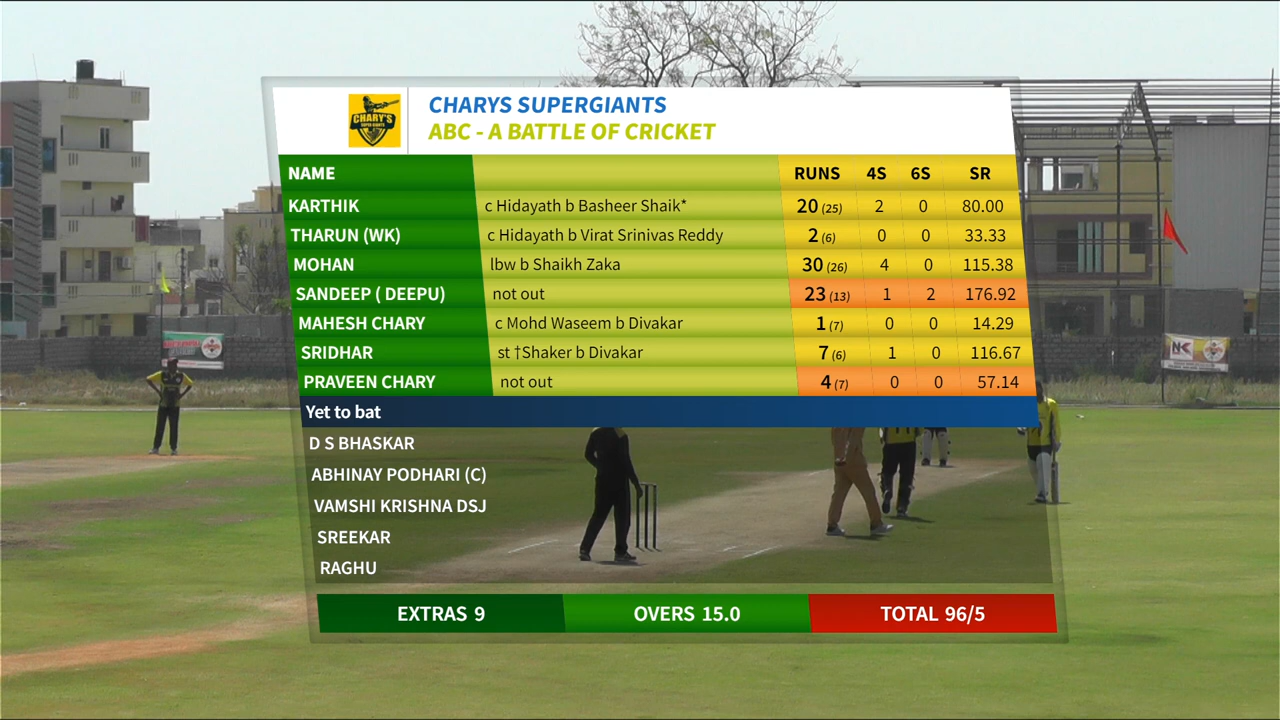 CHARY'S
SUPER GIANTS
CHARYS SUPERGIANTS
ABC - A BATTLE OF CRICKET
NAME RUNS 4S 6S SR
KARTHIK c Hidayath b Basheer Shaik* 20 (25) 2 0 80.00
THARUN (WK) c Hidayath b Virat Srinivas Reddy 2 (6) 0 0 33.33
MOHAN lbw b Shaikh Zaka 30 (26) 4 0 115.38
SANDEEP ( DEEPU) not out 23 (13) 1 2 176.92
MAHESH CHARY c Mohd Waseem b Divakar 1 (7) 0 0 14.29
SRIDHAR st †Shaker b Divakar 7 (6) 1 0 116.67
PRAVEEN CHARY not out 4 (7) 0 0 57.14
Yet to bat
D S BHASKAR
ABHINAY PODHARI (C)
VAMSHI KRISHNA DSJ
SREEKAR
RAGHU
EXTRAS 9 OVERS 15.0 TOTAL 96/5
NK